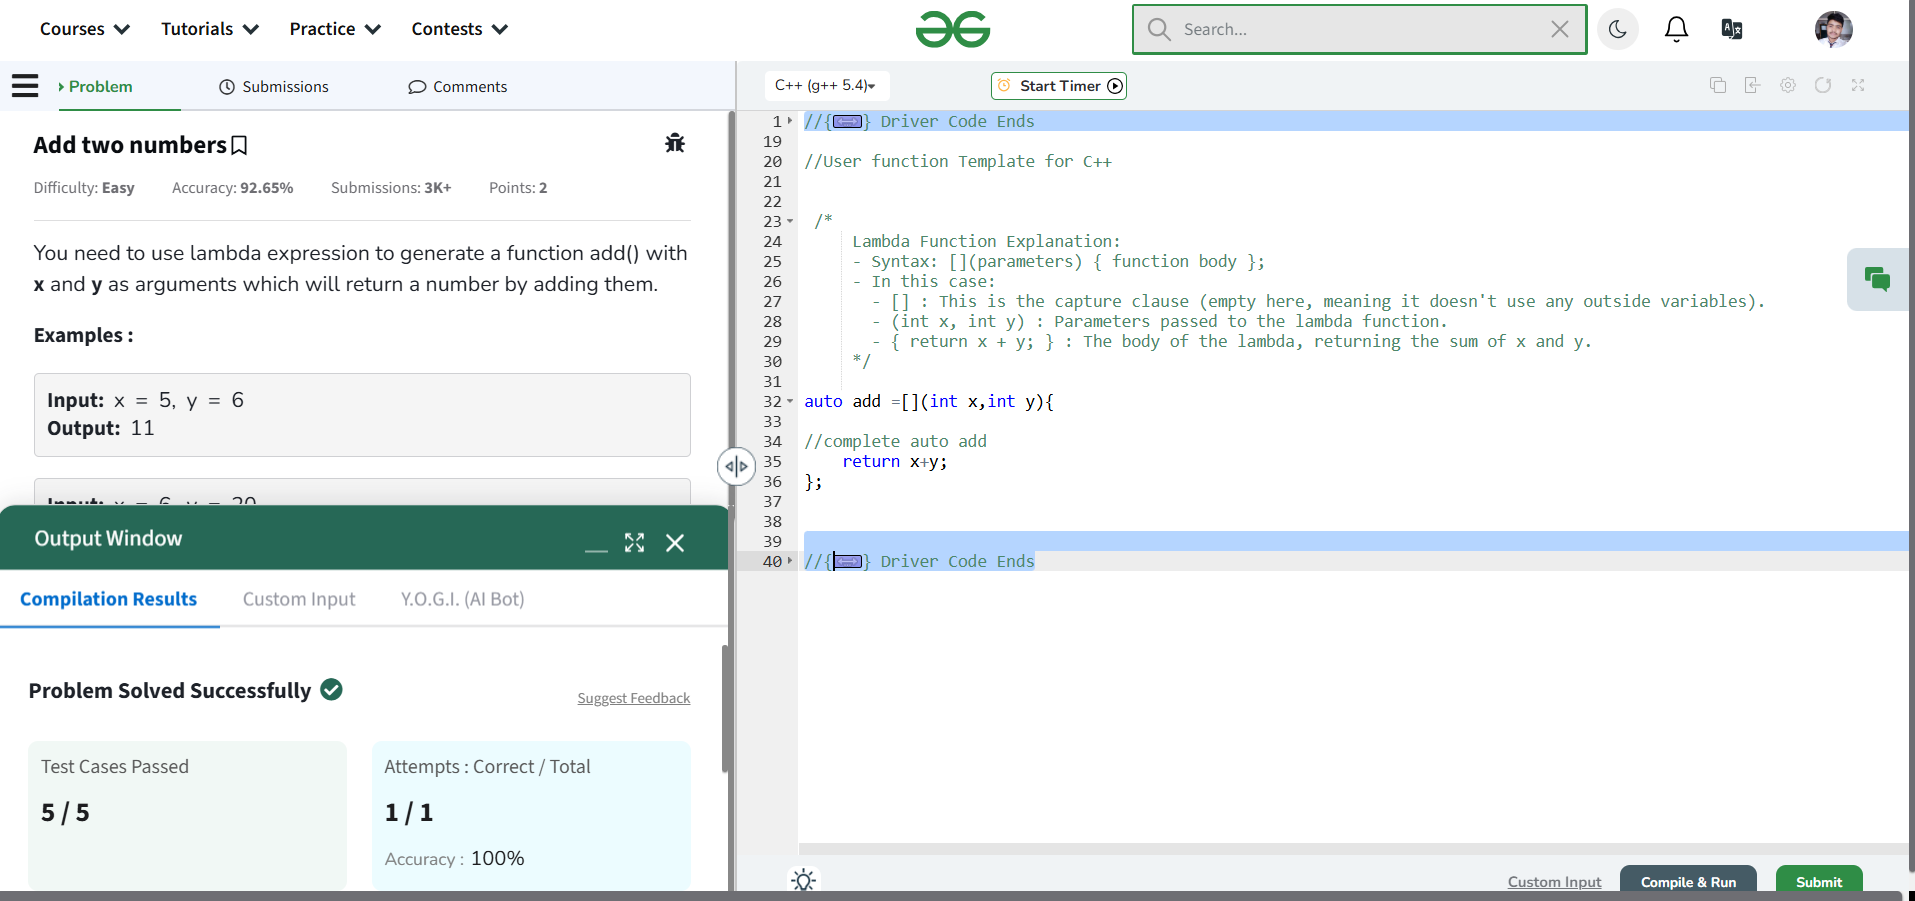 Courses Tutorials Practice Contests
Search...
Problem Submissions Comments
C++ (g++ 5.4) Start Timer
Add two numbers
Difficulty: Easy Accuracy: 92.65% Submissions: 3K+ Points: 2
You need to use lambda expression to generate a function add() with
x and y as arguments which will return a number by adding them.
Examples :
Input: x = 5, y = 6
Output: 11
Input: x = 6, y = 20
Output Window
Compilation Results Custom Input Y.O.G.I. (AI Bot)
Problem Solved Successfully
Suggest Feedback
Test Cases Passed
5 / 5
Attempts : Correct / Total
1 / 1
Accuracy : 100%
1 //{ } Driver Code Ends
19
20 //User function Template for C++
21
22
23 /*
24 Lambda Function Explanation:
25 - Syntax: [](parameters) { function body };
26 - In this case:
27 - [] : This is the capture clause (empty here, meaning it doesn't use any outside variables).
28 - (int x, int y) : Parameters passed to the lambda function.
29 - { return x + y; } : The body of the lambda, returning the sum of x and y.
30 */
31
32 auto add =[](int x,int y){
33
34 //complete auto add
35 return x+y;
36 };
37
38
39
40 //{ } Driver Code Ends
Custom Input Compile & Run Submit